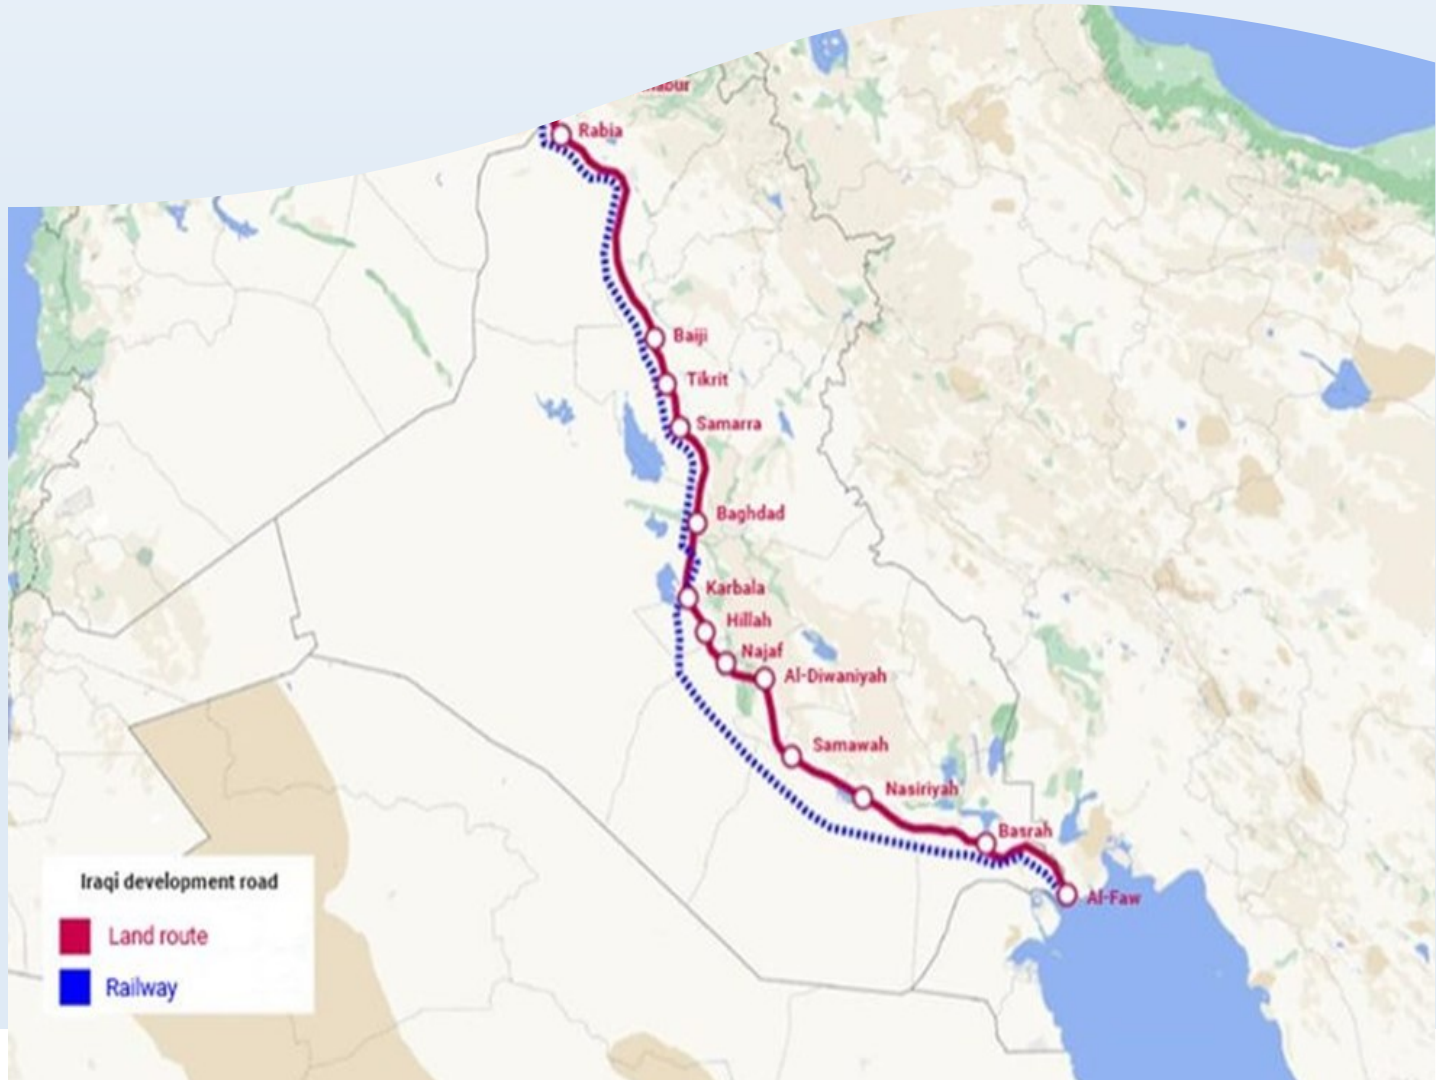 Rabia
Baiji
Tikrit
Samarra
Baghdad
Karbala
Hillah
Najaf
Al-Diwaniyah
Samawah
Nasiriyah
Basrah
Al-Faw
Iraqi development road
Land route
Railway